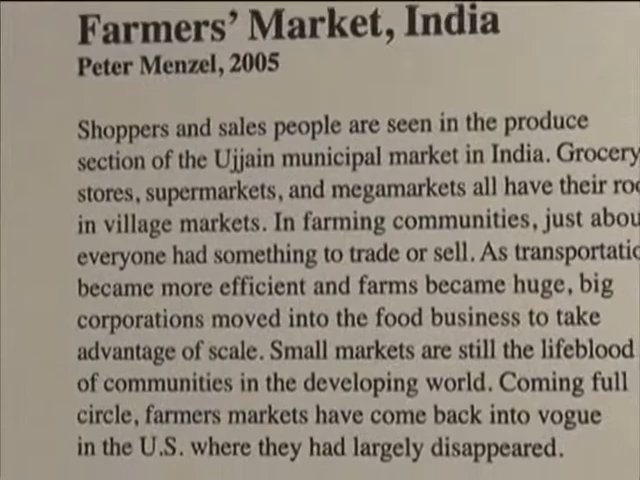 Farmers' Market, India
Peter Menzel, 2005
Shoppers and sales people are seen in the produce
section of the Ujjain municipal market in India. Grocery
stores, supermarkets, and megamarkets all have their
in village markets. In farming communities, just
everyone had something to trade or sell. As
became more efficient and farms became huge, big
corporations moved into the food business to take
advantage of scale. Small markets are still the lifeblood
of communities in the developing world. Coming full
circle, farmers markets have come back into vogue
in the U.S. where they had largely disappeared.